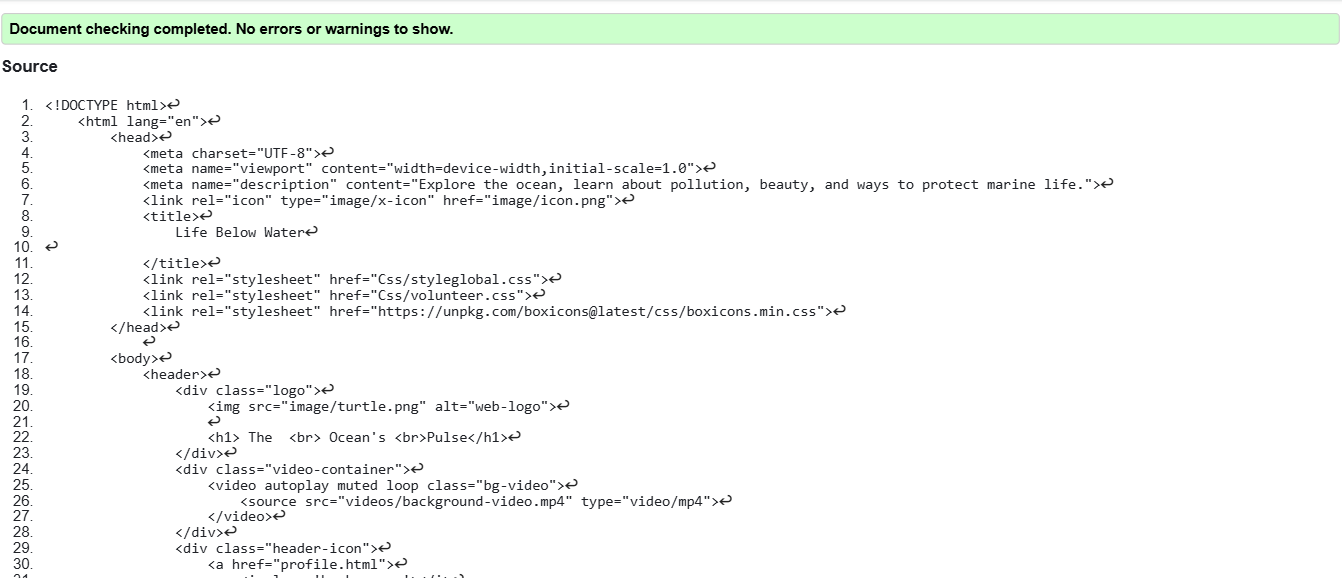 Document checking completed. No errors or warnings to show.
Source
1. <!DOCTYPE html>↩
2. <html lang="en">↩
3. <head>↩
4. <meta charset="UTF-8">↩
5. <meta name="viewport" content="width=device-width,initial-scale=1.0">↩
6. <meta name="description" content="Explore the ocean, learn about pollution, beauty, and ways to protect marine life.">↩
7. <link rel="icon" type="image/x-icon" href="image/icon.png">↩
8. <title>↩
9. Life Below Water↩
10. ↩
11. </title>↩
12. <link rel="stylesheet" href="Css/styleglobal.css">↩
13. <link rel="stylesheet" href="Css/volunteer.css">↩
14. <link rel="stylesheet" href="https://unpkg.com/boxicons@latest/css/boxicons.min.css">↩
15. </head>↩
16. ↩
17. <body>↩
18. <header>↩
19. <div class="logo">↩
20. <img src="image/turtle.png" alt="web-logo">↩
21. ↩
22. <h1> The  <br> Ocean's <br>Pulse</h1>↩
23. </div>↩
24. <div class="video-container">↩
25. <video autoplay muted loop class="bg-video">↩
26. <source src="videos/background-video.mp4" type="video/mp4">↩
27. </video>↩
28. </div>↩
29. <div class="header-icon">↩
30. <a href="profile.html">↩